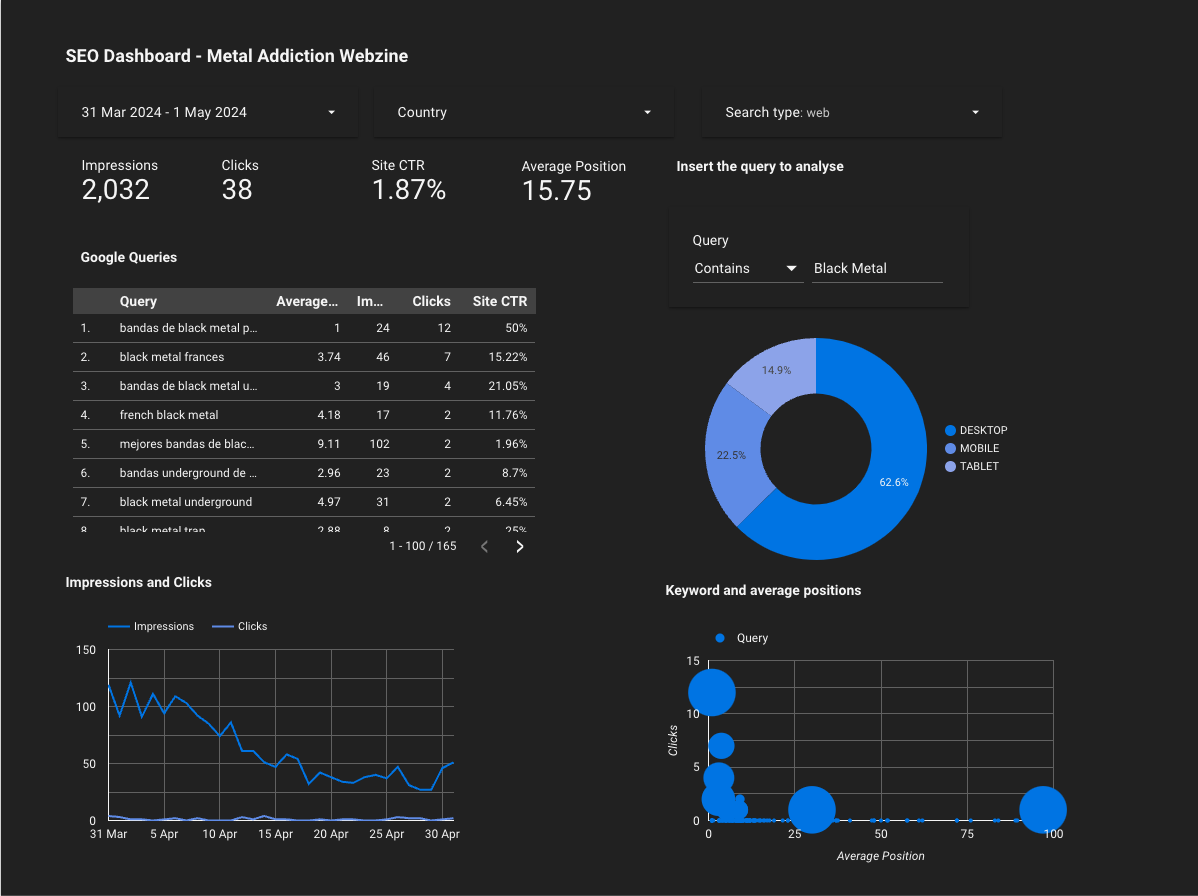 SEO Dashboard - Metal Addiction Webzine
31 Mar 2024 - 1 May 2024
Country
Search type: web
Impressions
2,032
Clicks
38
Site CTR
1.87%
Average Position
15.75
Insert the query to analyse
Query
Contains Black Metal
Google Queries
Query Average... Im... Clicks Site CTR
1. bandas de black metal p... 1 24 12 50%
2. black metal frances 3.74 46 7 15.22%
3. bandas de black metal u... 3 19 4 21.05%
4. french black metal 4.18 17 2 11.76%
5. mejores bandas de blac... 9.11 102 2 1.96%
6. bandas underground de ... 2.96 23 2 8.7%
7. black metal underground 4.97 31 2 6.45%
8. black metal trap 2.88 8 2 25%
1 - 100 / 165
14.9%
22.5%
62.6%
DESKTOP
MOBILE
TABLET
Impressions and Clicks
Impressions Clicks
150
100
50
0
31 Mar 5 Apr 10 Apr 15 Apr 20 Apr 25 Apr 30 Apr
Keyword and average positions
Query
15
10
5
0
Clicks
0 25 50 75 100
Average Position